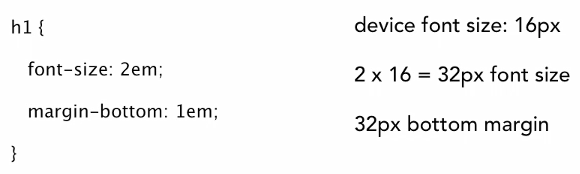 h1 {
font-size: 2em;
margin-bottom: 1em;
}
device font size: 16px
2 x 16 = 32px font size
32px bottom margin